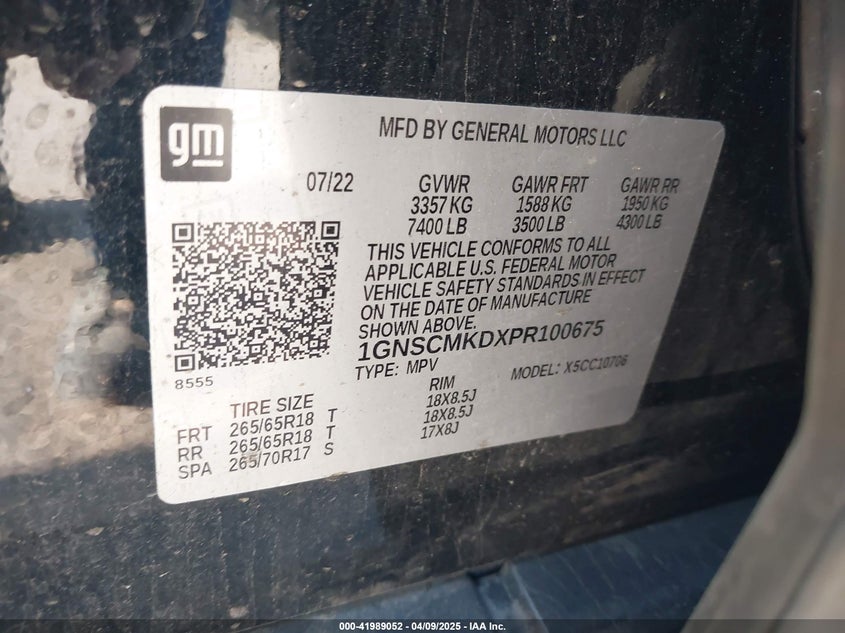 gm
MFD BY GENERAL MOTORS LLC
07/22 GVWR GAWR FRT GAWR RR
3357 KG 1588 KG 1950 KG
7400 LB 3500 LB 4300 LB
THIS VEHICLE CONFORMS TO ALL
APPLICABLE U.S. FEDERAL MOTOR
VEHICLE SAFETY STANDARDS IN EFFECT
ON THE DATE OF MANUFACTURE
SHOWN ABOVE.
1GNSCMKDXPR100675
8555
TYPE: MPV MODEL: X5CC10706
TIRE SIZE RIM
FRT 265/65R18 T 18X8.5J
RR 265/65R18 T 18X8.5J
SPA 265/70R17 S 17X8J
000-41989052 - 04/09/2025 - IAA Inc.